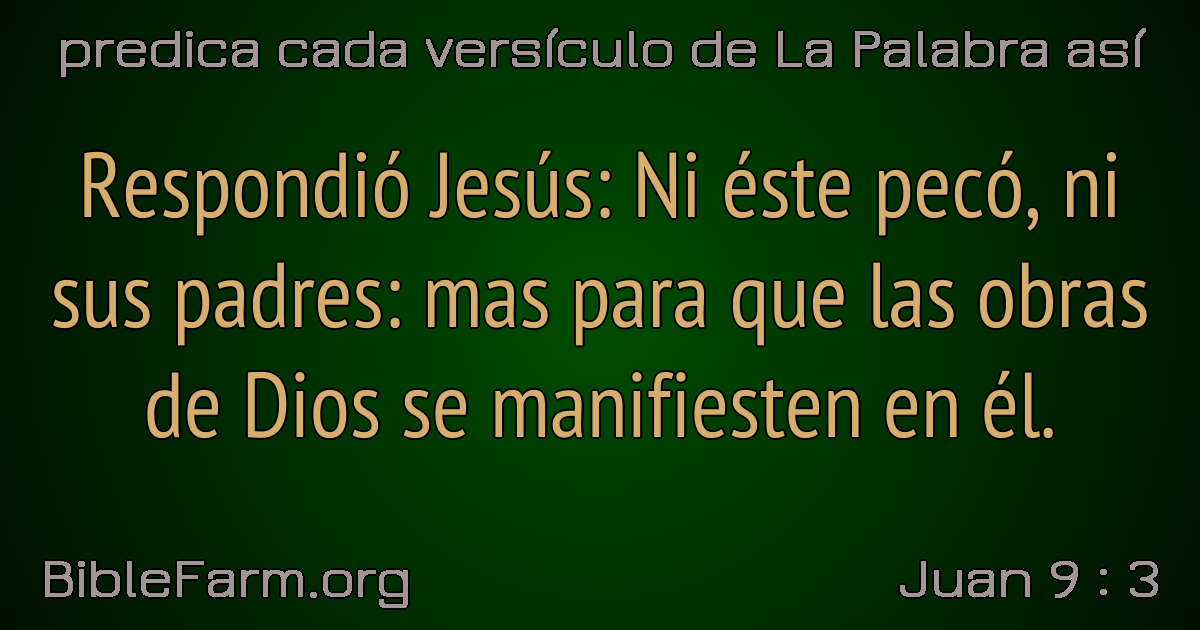 predica cada versículo de La Palabra así
Respondió Jesús: Ni éste pecó, ni
sus padres: mas para que las obras
de Dios se manifiesten en él.
BibleFarm.org
Juan 9 : 3